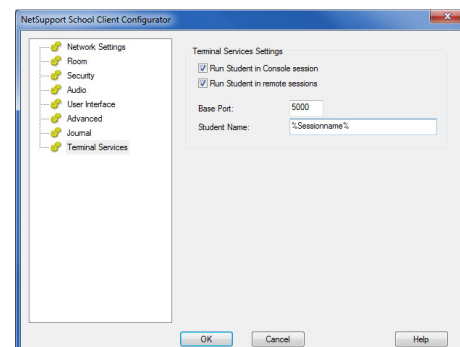 NetSupport School Client Configurator
Network Settings
Room
Security
Audio
User Interface
Advanced
Journal
Terminal Services
Terminal Services Settings
Run Student in Console session
Run Student in remote sessions
Base Port: 5000
Student Name: %Sessionname%
OK Cancel Help